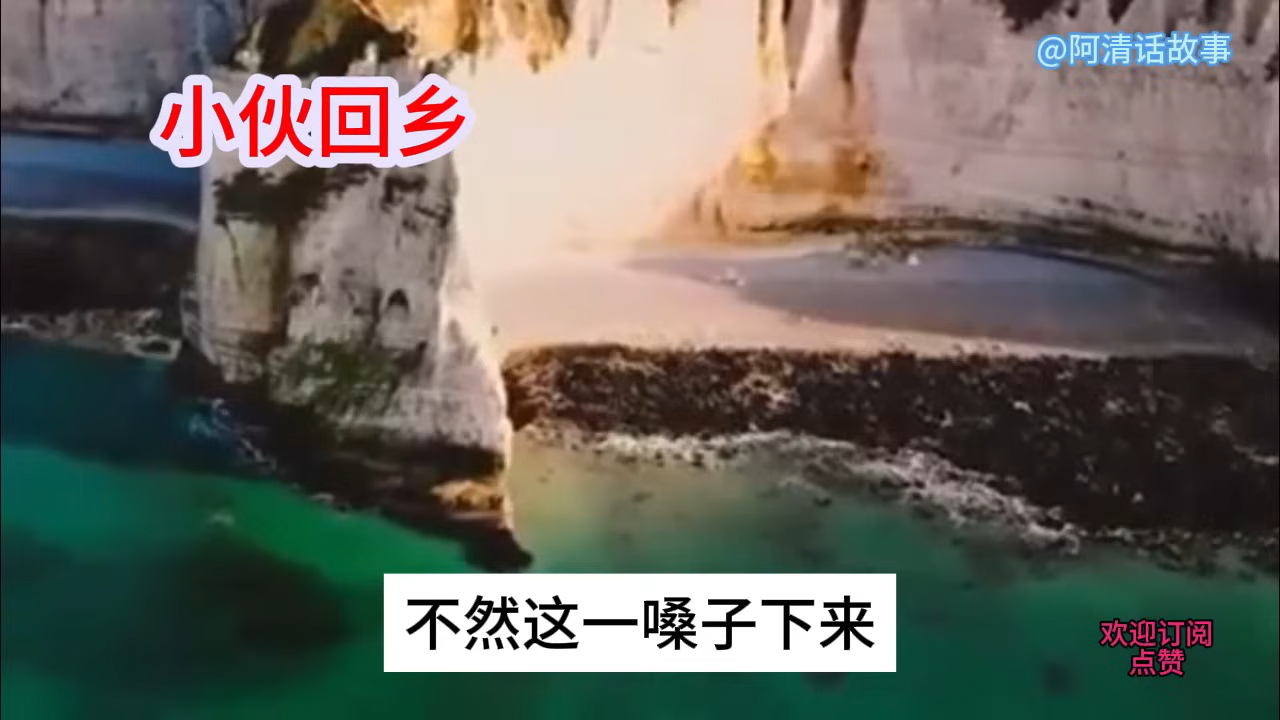 @阿清话故事
小伙回乡
不然这一嗓子下来
欢迎订阅
点赞